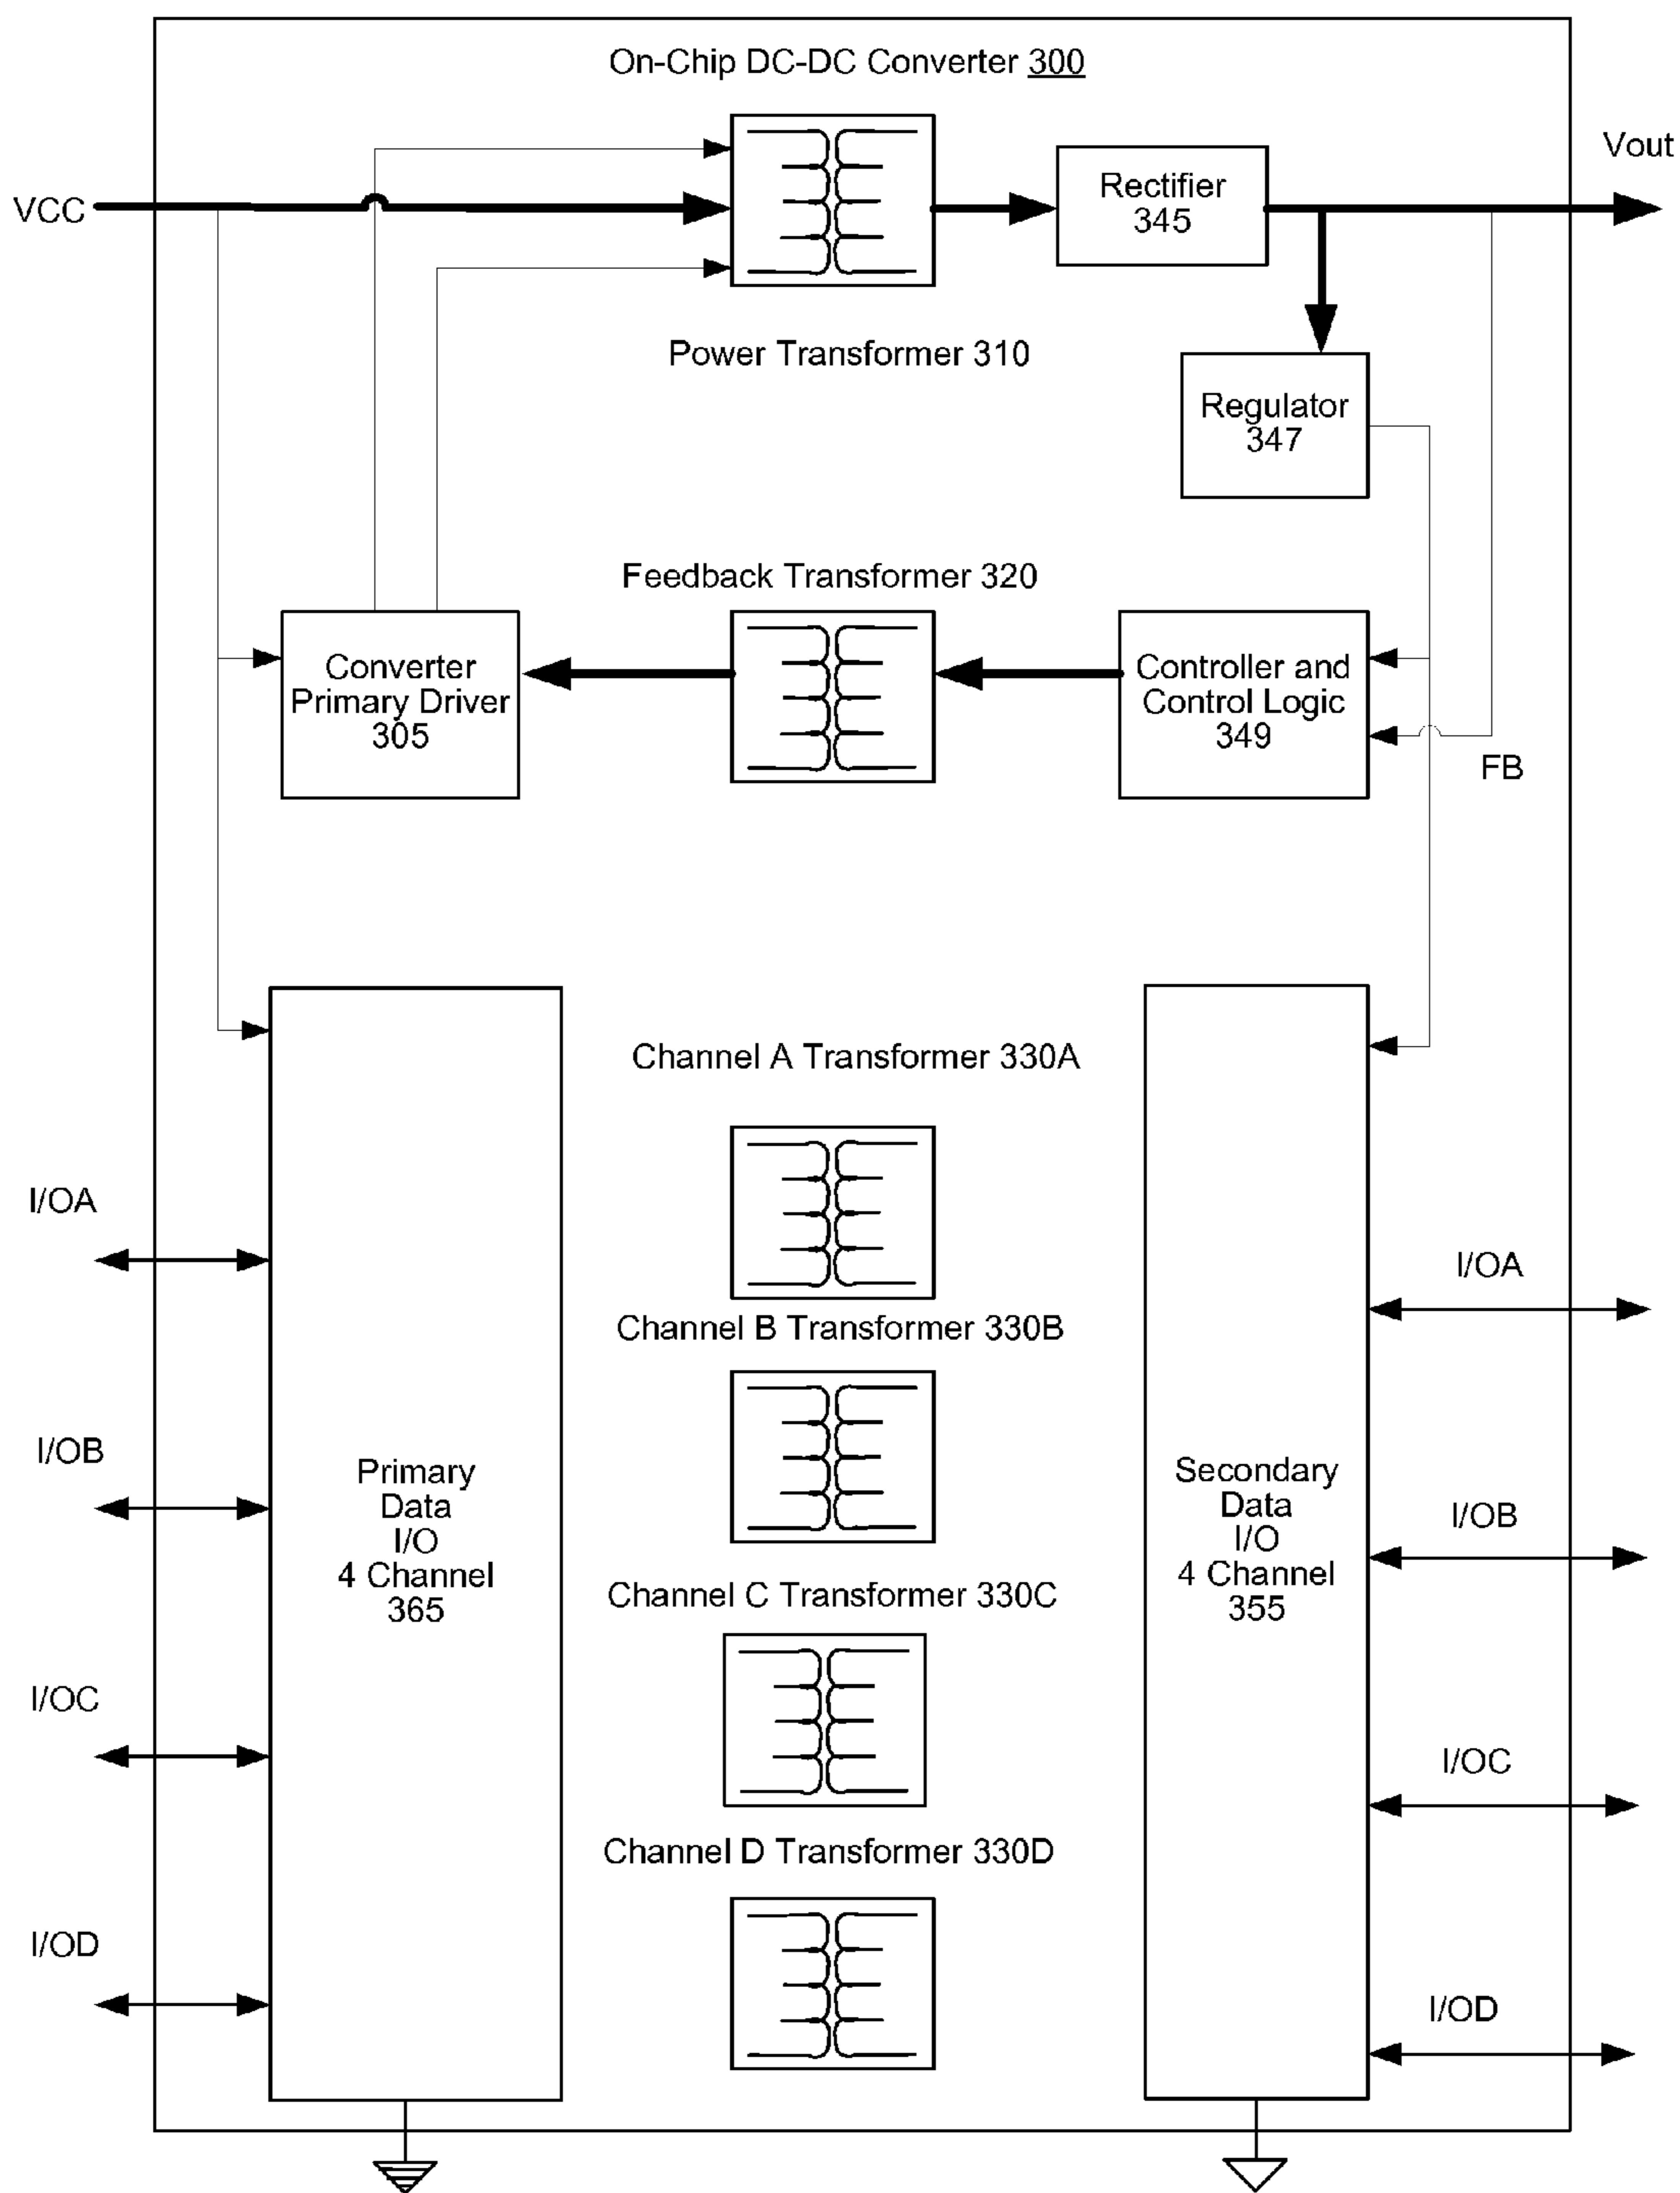 On-Chip DC-DC Converter 300
Vout
VCC
Rectifier
345
Power Transformer 310
Regulator
347
Feedback Transformer 320
Converter
Primary Driver
305
Controller and
Control Logic
349
FB
Channel A Transformer 330A
I/OA
I/OA
Channel B Transformer 330B
I/OB
Primary
Data
I/O
4 Channel
365
Secondary
Data
I/O
4 Channel
355
I/OB
Channel C Transformer 330C
I/OC
I/OC
Channel D Transformer 330D
I/OD
I/OD